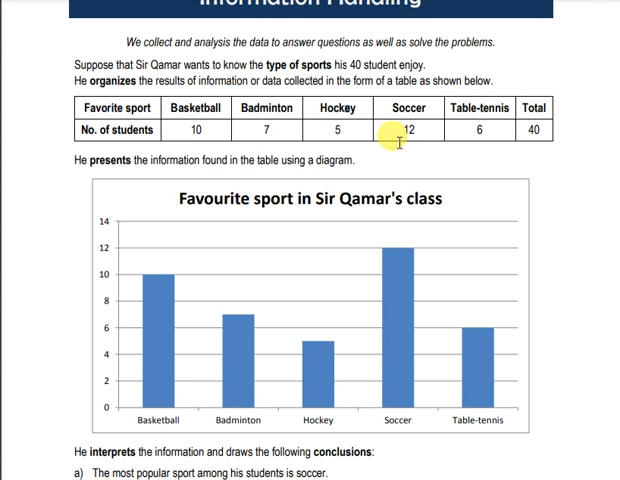 Information Handling
We collect and analysis the data to answer questions as well as solve the problems.
Suppose that Sir Qamar wants to know the type of sports his 40 student enjoy.
He organizes the results of information or data collected in the form of a table as shown below.
Favorite sport Basketball Badminton Hockey Soccer Table-tennis Total
No. of students 10 7 5 12 6 40
He presents the information found in the table using a diagram.
Favourite sport in Sir Qamar's class
14
12
10
8
6
4
2
0
Basketball Badminton Hockey Soccer Table-tennis
He interprets the information and draws the following conclusions:
a) The most popular sport among his students is soccer.